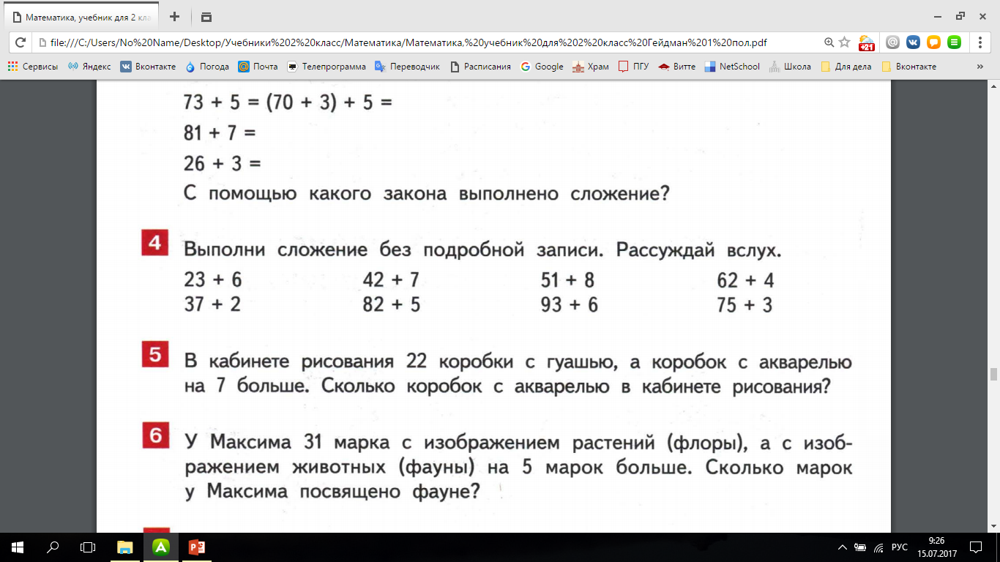 Математика, учебник для 2 кла
file:///C:/Users/No%20Name/Desktop/Учебники%202%20класс/Математика/Математика,%20учебник%20для%202%20класс%20Гейдман%201%20пол.pdf
+21
Сервисы Яндекс Вконтакте Погода Почта Телепрограмма Переводчик Расписания Google Храм ПГУ Витте NetSchool Школа Для дела Вконтакте »
73 + 5 = (70 + 3) + 5 =
81 + 7 =
26 + 3 =
С помощью какого закона выполнено сложение?
4 Выполни сложение без подробной записи. Рассуждай вслух.
23 + 6 42 + 7 51 + 8 62 + 4
37 + 2 82 + 5 93 + 6 75 + 3
5 В кабинете рисования 22 коробки с гуашью, а коробок с акварелью
на 7 больше. Сколько коробок с акварелью в кабинете рисования?
6 У Максима 31 марка с изображением растений (флоры), а с изоб-
ражением животных (фауны) на 5 марок больше. Сколько марок
у Максима посвящено фауне?
РУС
9:26
15.07.2017